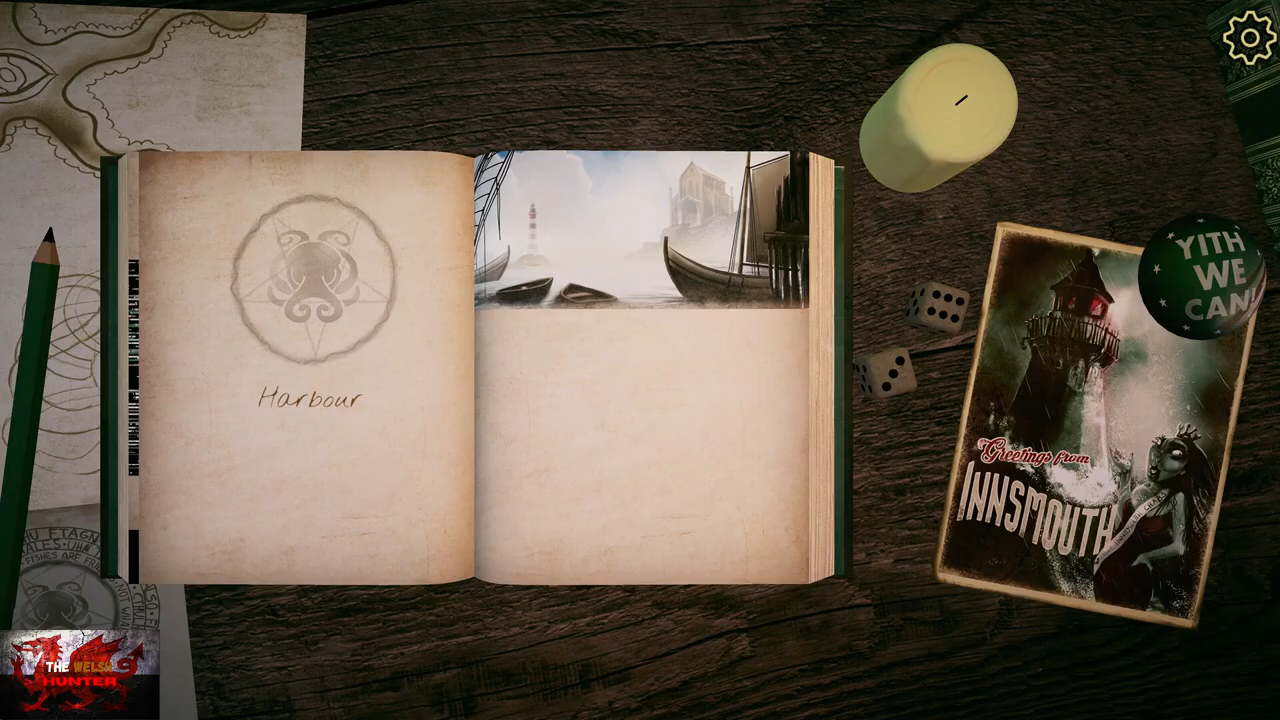 Harbour
YITH
WE
CAN!
Greetings from
INNSMOUTH
THE WELSH
HUNTER